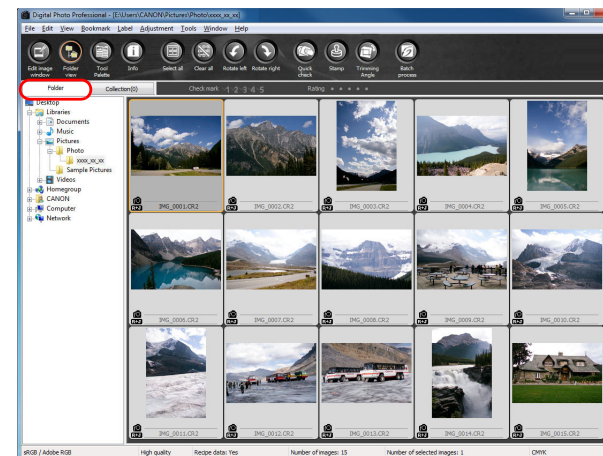 Digital Photo Professional - [E:\Users\CANON\Pictures\Photo\xxxx_xx_xx]
File Edit View Bookmark Label Adjustment Tools Window Help
Edit image window Folder view Tool Palette Info Select all Clear all Rotate left Rotate right Quick check Stamp Trimming Angle Batch process
Folder Collection(0) Check mark 1 2 3 4 5 Rating
Desktop
Libraries
Documents
Music
Pictures
Photo
xxxx_xx_xx
Sample Pictures
Videos
Homegroup
CANON
Computer
Network
IMG_0001.CR2 IMG_0002.CR2 IMG_0003.CR2 IMG_0004.CR2 IMG_0005.CR2
IMG_0006.CR2 IMG_0007.CR2 IMG_0008.CR2 IMG_0009.CR2 IMG_0010.CR2
IMG_0011.CR2 IMG_0012.CR2 IMG_0013.CR2 IMG_0014.CR2 IMG_0015.CR2
sRGB / Adobe RGB High quality Recipe data: Yes Number of images: 15 Number of selected images: 1 CMYK